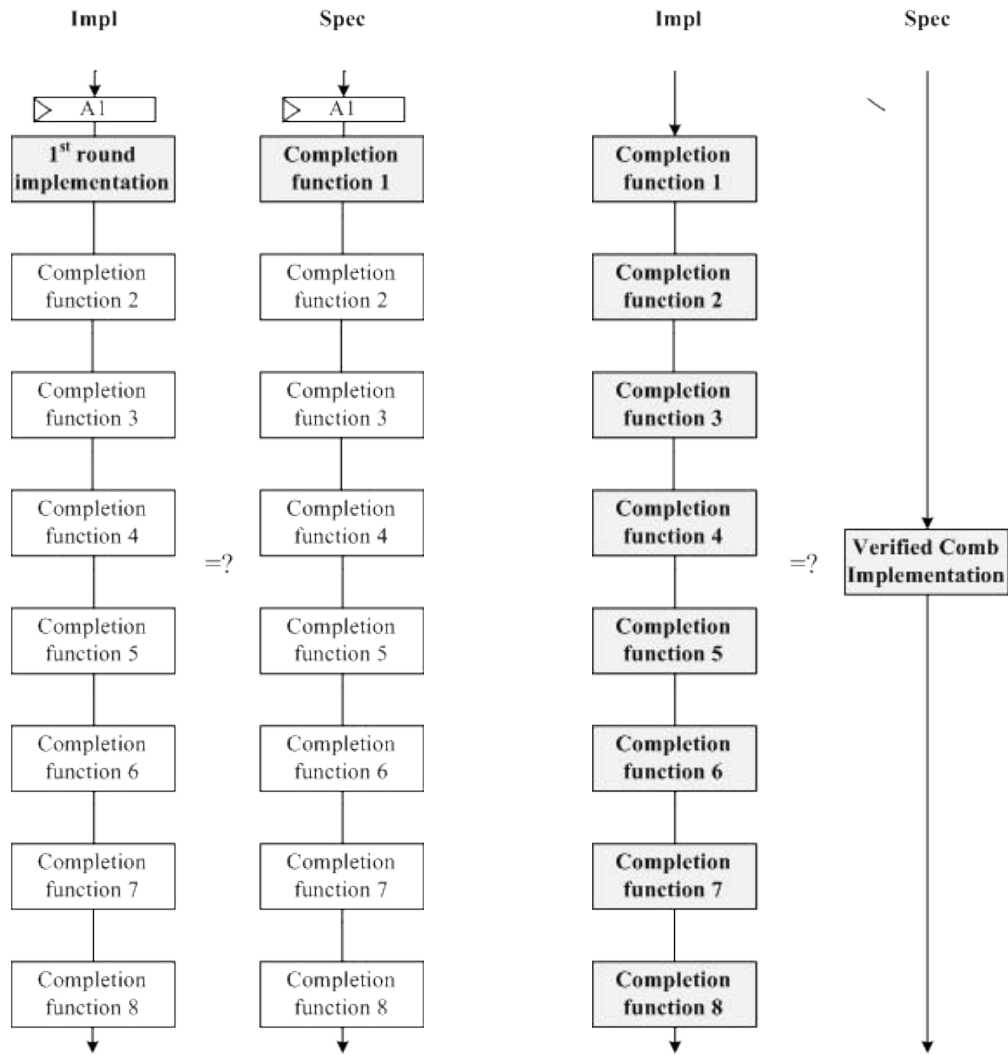 Impl
Spec
Impl
Spec
A1
A1
1st round
implementation
Completion
function 1
Completion
function 1
Completion
function 2
Completion
function 2
Completion
function 2
Completion
function 3
Completion
function 3
Completion
function 3
Completion
function 4
Completion
function 4
Completion
function 4
=?
=?
Verified Comb
Implementation
Completion
function 5
Completion
function 5
Completion
function 5
Completion
function 6
Completion
function 6
Completion
function 6
Completion
function 7
Completion
function 7
Completion
function 7
Completion
function 8
Completion
function 8
Completion
function 8